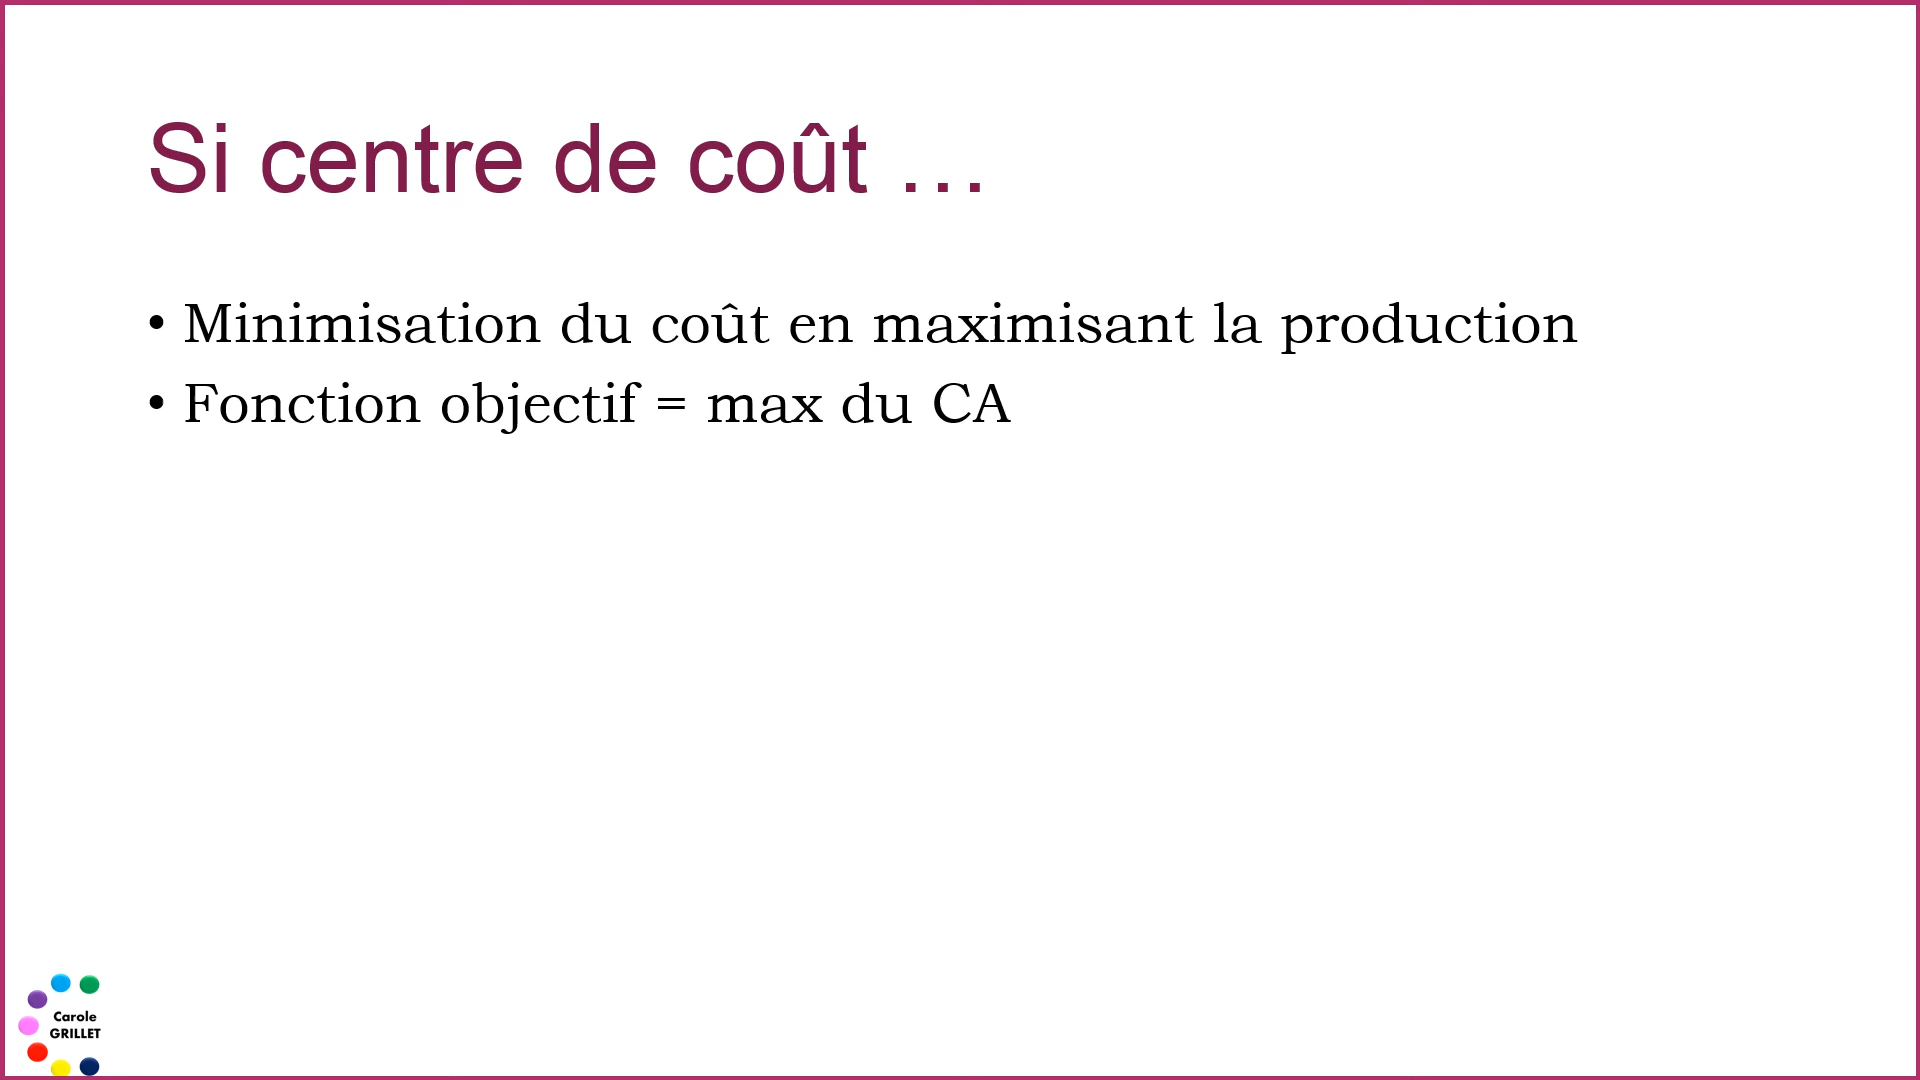 Si centre de coût …
• Minimisation du coût en maximisant la production
• Fonction objectif = max du CA
Carole
GRILLET